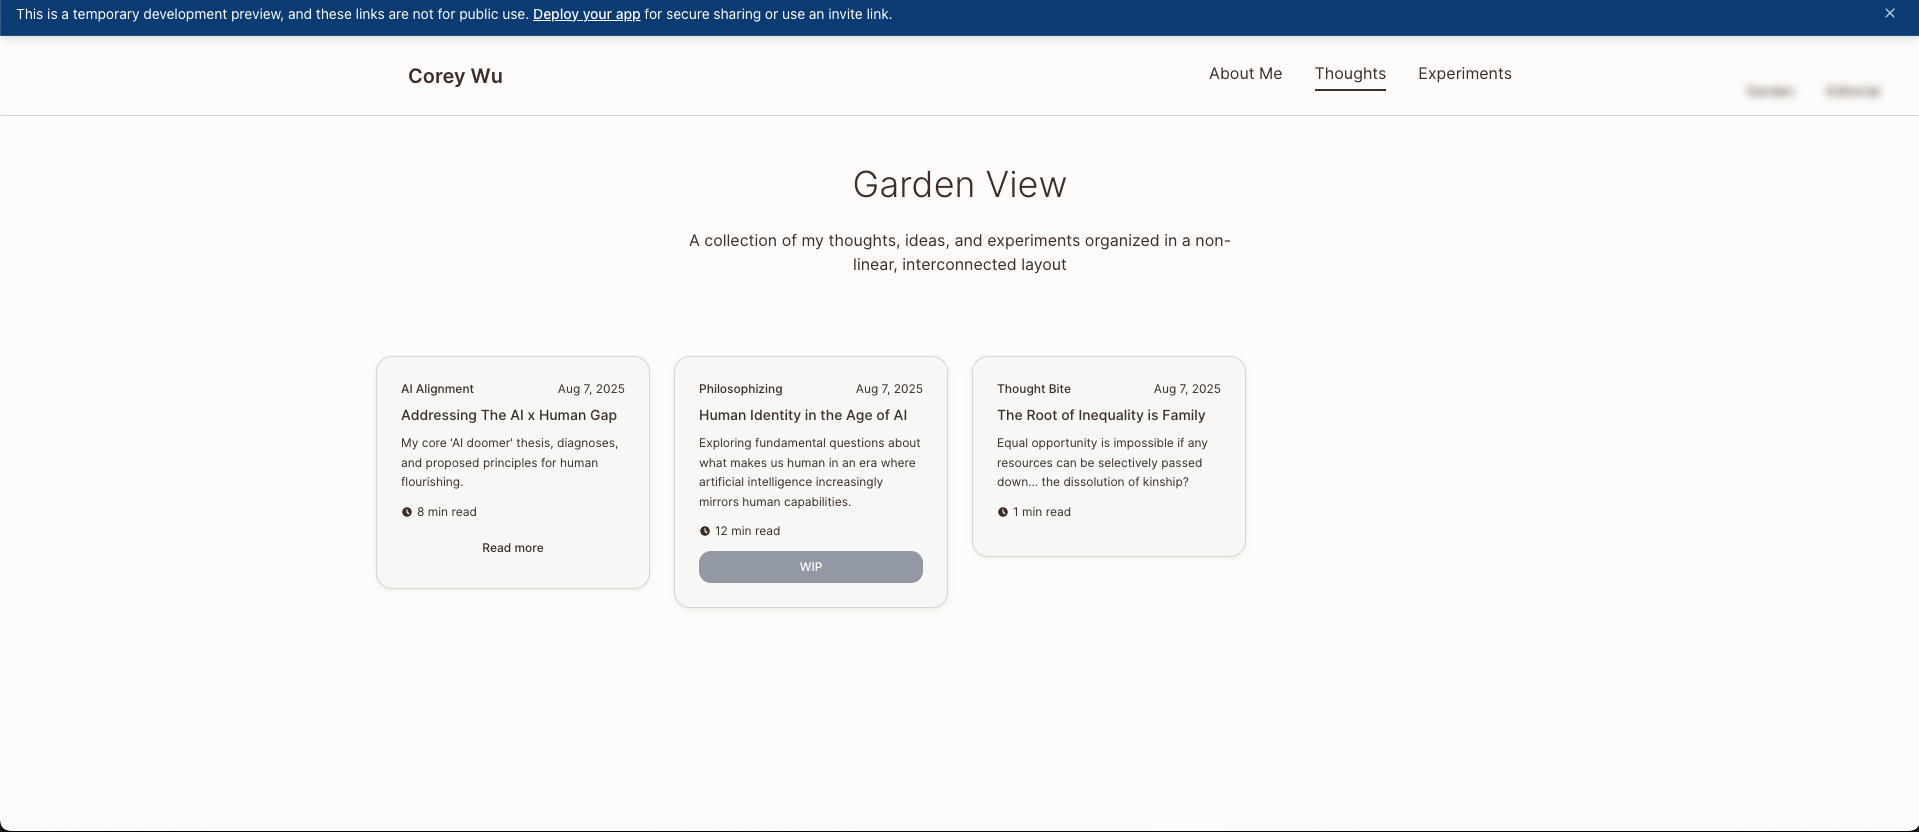 This is a temporary development preview, and these links are not for public use. Deploy your app for secure sharing or use an invite link.
Corey Wu
About Me
Thoughts
Experiments
Garden
Editorial
Garden View
A collection of my thoughts, ideas, and experiments organized in a non-
linear, interconnected layout
AI Alignment
Aug 7, 2025
Addressing The AI x Human Gap
My core 'AI doomer' thesis, diagnoses,
and proposed principles for human
flourishing.
8 min read
Read more
Philosophizing
Aug 7, 2025
Human Identity in the Age of AI
Exploring fundamental questions about
what makes us human in an era where
artificial intelligence increasingly
mirrors human capabilities.
12 min read
WIP
Thought Bite
Aug 7, 2025
The Root of Inequality is Family
Equal opportunity is impossible if any
resources can be selectively passed
down... the dissolution of kinship?
1 min read